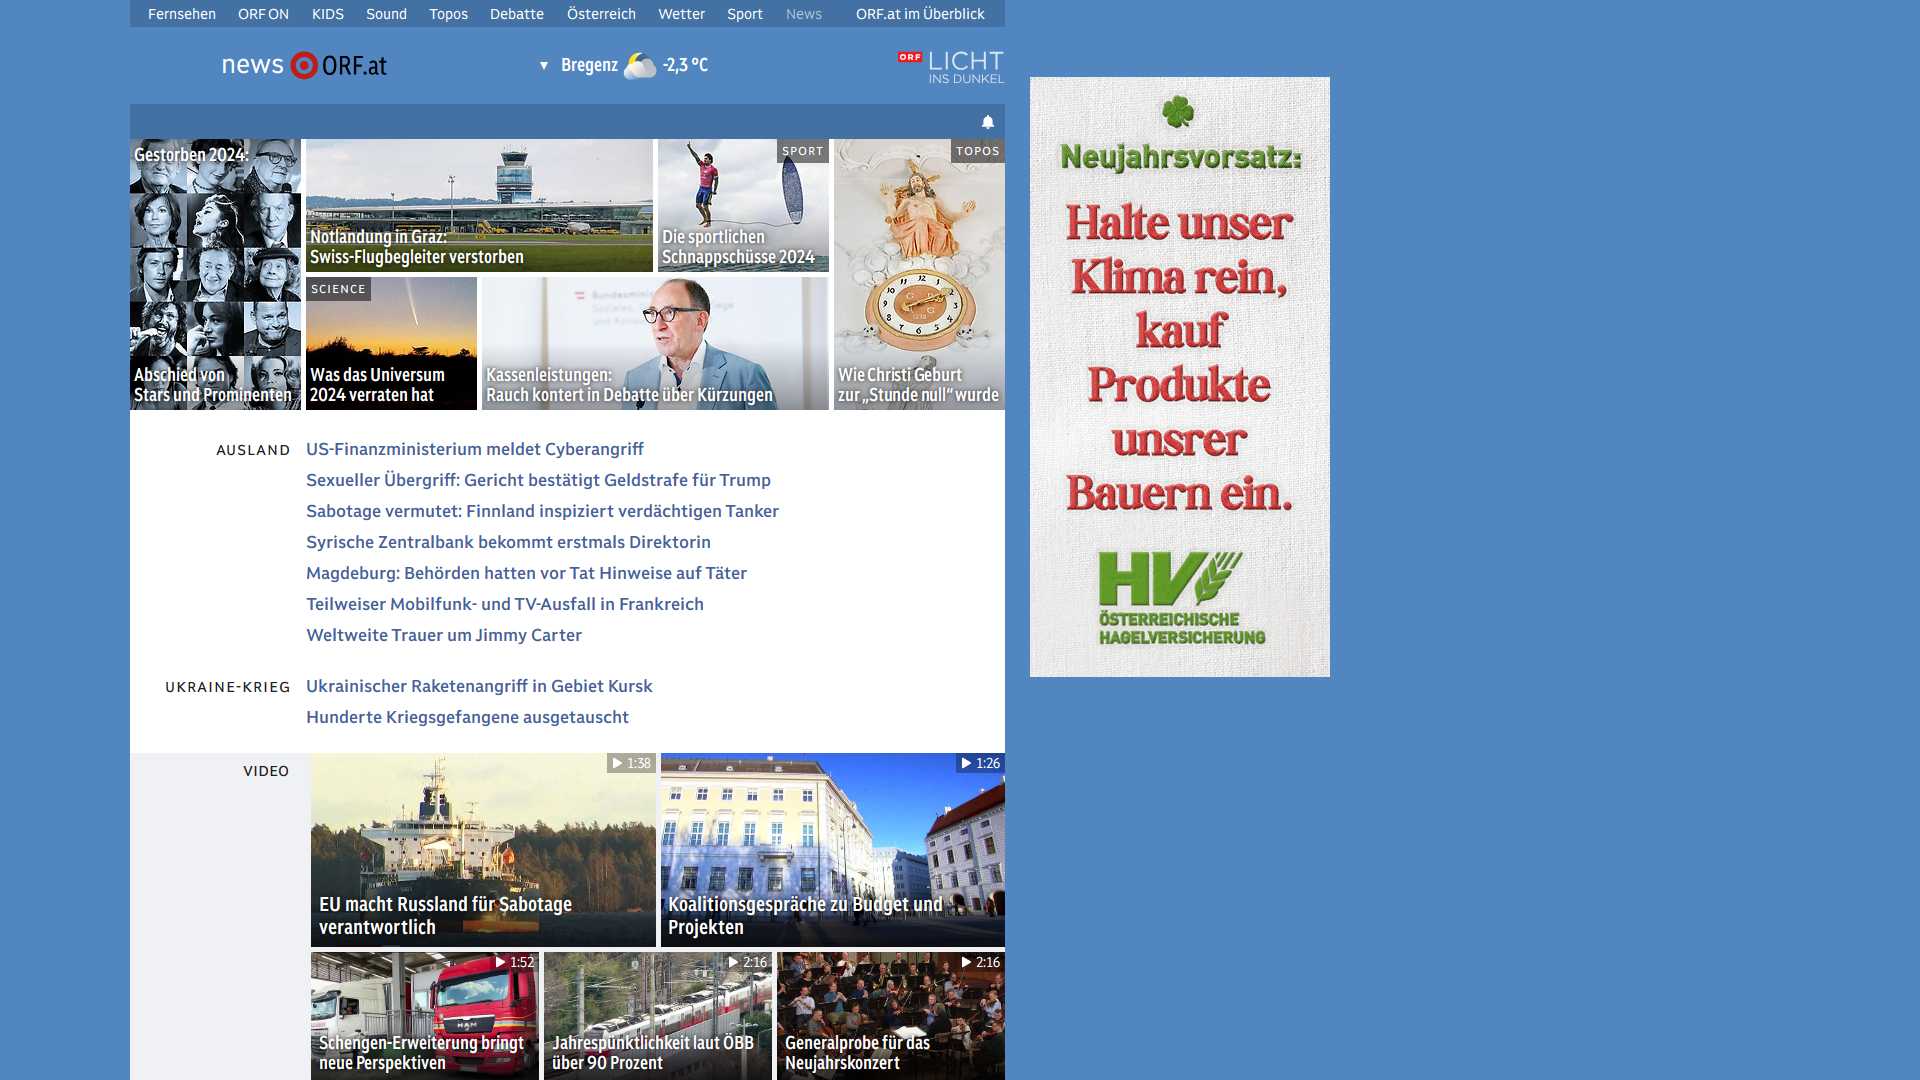 Fernsehen ORF ON KIDS Sound Topos Debatte Österreich Wetter Sport News ORF.at im Überblick
news ORF.at
Bregenz -2,3 °C
ORF LICHT
INS DUNKEL
Gestorben 2024:
Abschied von
Stars und Prominenten
Notlandung in Graz:
Swiss-Flugbegleiter verstorben
SPORT
Die sportlichen
Schnappschüsse 2024
TOPOS
Wie Christi Geburt
zur „Stunde null“ wurde
SCIENCE
Was das Universum
2024 verraten hat
Kassenleistungen:
Rauch kontert in Debatte über Kürzungen
AUSLAND
US-Finanzministerium meldet Cyberangriff
Sexueller Übergriff: Gericht bestätigt Geldstrafe für Trump
Sabotage vermutet: Finnland inspiziert verdächtigen Tanker
Syrische Zentralbank bekommt erstmals Direktorin
Magdeburg: Behörden hatten vor Tat Hinweise auf Täter
Teilweiser Mobilfunk- und TV-Ausfall in Frankreich
Weltweite Trauer um Jimmy Carter
UKRAINE-KRIEG
Ukrainischer Raketenangriff in Gebiet Kursk
Hunderte Kriegsgefangene ausgetauscht
VIDEO
1:38
EU macht Russland für Sabotage
verantwortlich
1:26
Koalitionsgespräche zu Budget und
Projekten
1:52
Schengen-Erweiterung bringt
neue Perspektiven
2:16
Jahrespünktlichkeit laut ÖBB
über 90 Prozent
2:16
Generalprobe für das
Neujahrskonzert
Neujahrsvorsatz:
Halte unser
Klima rein,
kauf
Produkte
unsrer
Bauern ein.
HV
ÖSTERREICHISCHE
HAGELVERSICHERUNG